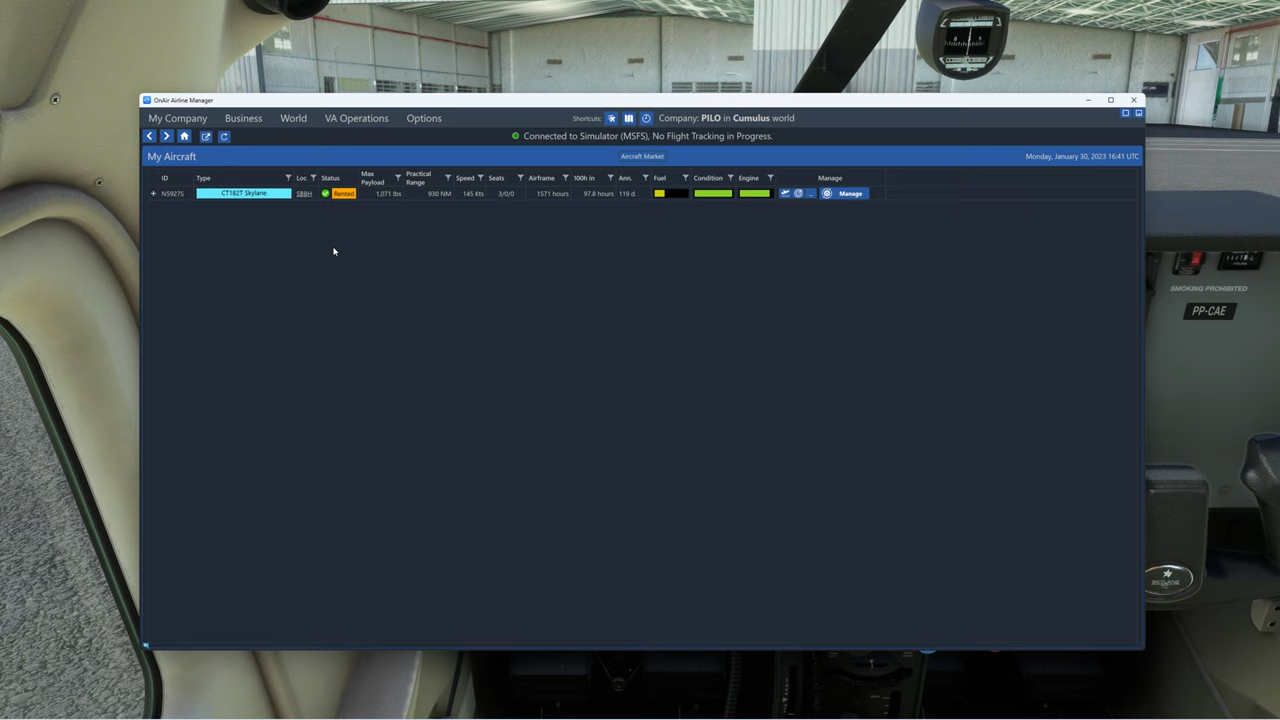 OnAir Airline Manager
My Company Business World VA Operations Options Shortcuts: Company: PILO in Cumulus world
Connected to Simulator (MSFS), No Flight Tracking in Progress.
My Aircraft Aircraft Market Monday, January 30, 2023 16:41 UTC
ID Type Loc Status Max Payload Practical Range Speed Seats Airframe 100h in Ann. Fuel Condition Engine Manage
N5927S CT182T Skylane SBBH Rented 1,071 lbs 930 NM 145 Kts 3/0/0 1571 hours 97.8 hours 119 d. Manage
SMOKING PROHIBITED
PP-CAE
SKYLANE